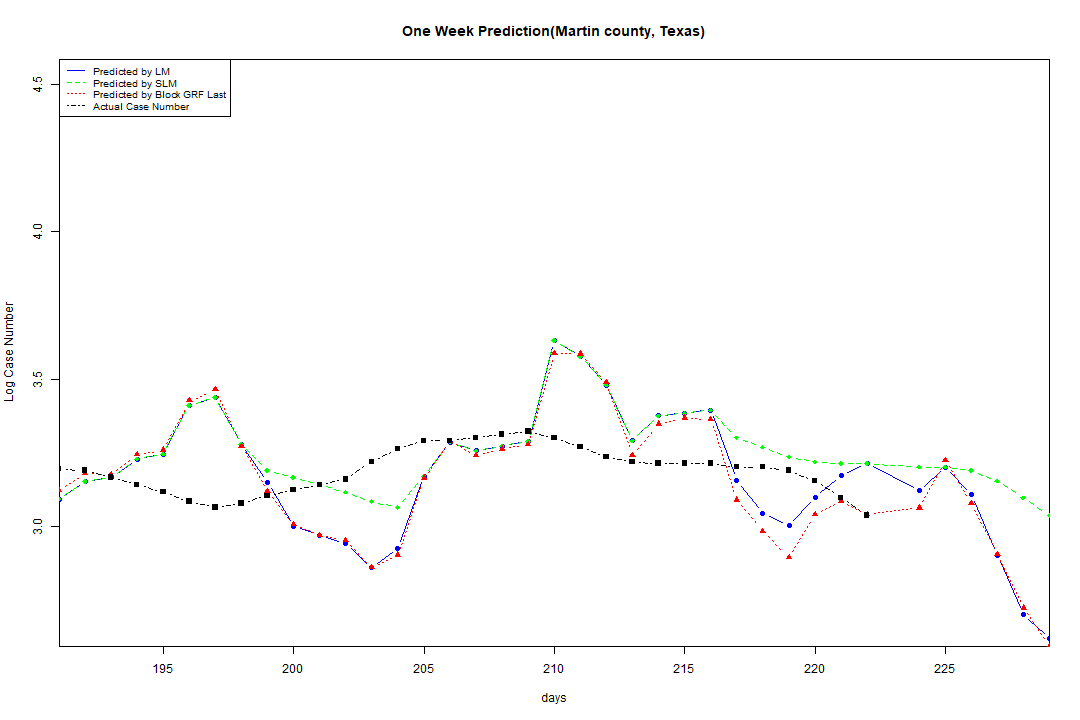 One Week Prediction(Martin county, Texas)
Predicted by LM
Predicted by SLM
Predicted by Block GRF Last
Actual Case Number
4.5
4.0
3.5
3.0
Log Case Number
195 200 205 210 215 220 225
days